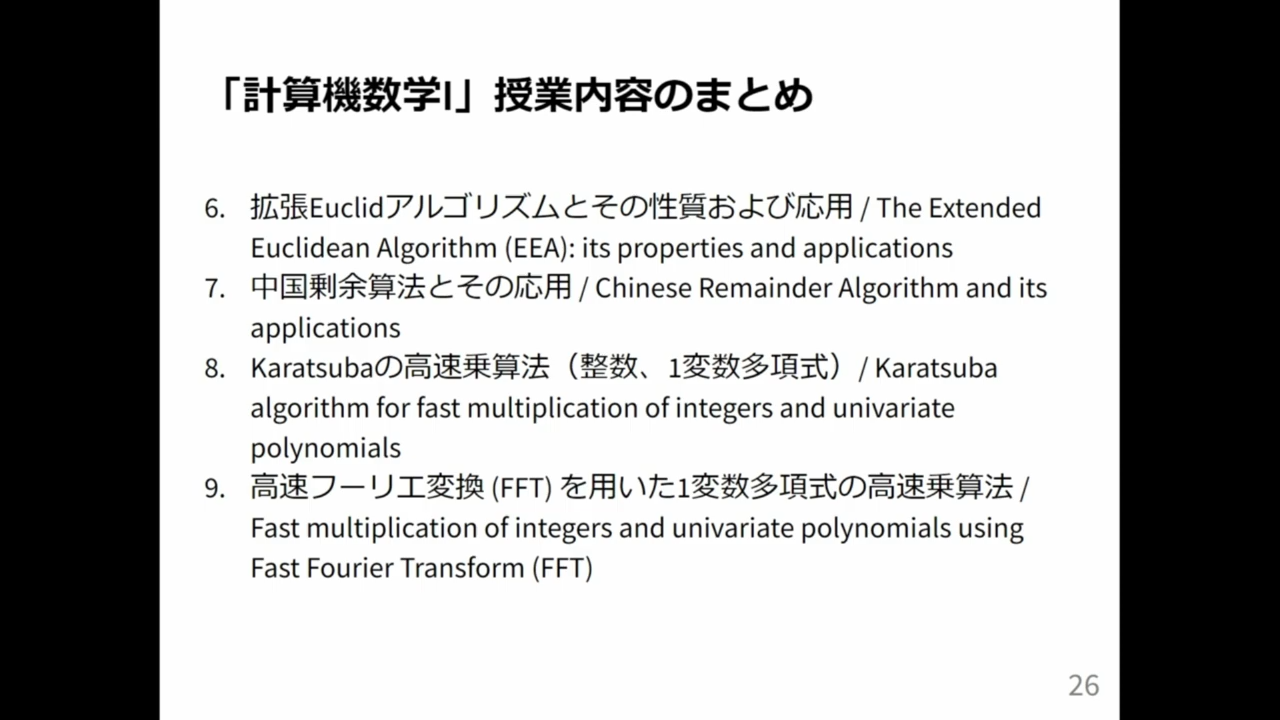 「計算機数学I」授業内容のまとめ
6. 拡張Euclidアルゴリズムとその性質および応用 / The Extended
Euclidean Algorithm (EEA): its properties and applications
7. 中国剰余算法とその応用 / Chinese Remainder Algorithm and its
applications
8. Karatsubaの高速乗算法（整数、1変数多項式）/ Karatsuba
algorithm for fast multiplication of integers and univariate
polynomials
9. 高速フーリエ変換 (FFT) を用いた1変数多項式の高速乗算法 /
Fast multiplication of integers and univariate polynomials using
Fast Fourier Transform (FFT)
26